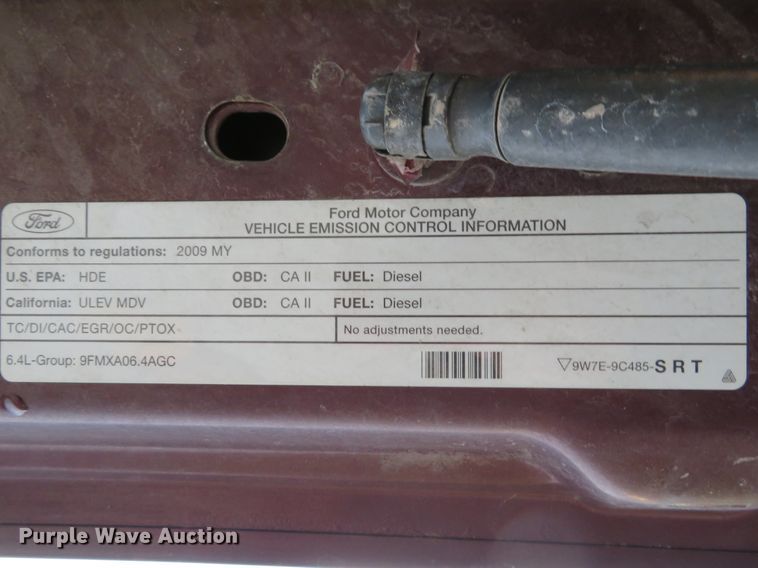 Ford
Ford Motor Company
VEHICLE EMISSION CONTROL INFORMATION
Conforms to regulations: 2009 MY
U.S. EPA: HDE OBD: CA II FUEL: Diesel
California: ULEV MDV OBD: CA II FUEL: Diesel
TC/DI/CAC/EGR/OC/PTOX No adjustments needed.
6.4L-Group: 9FMXA06.4AGC ▽9W7E-9C485-S R T
Purple Wave Auction